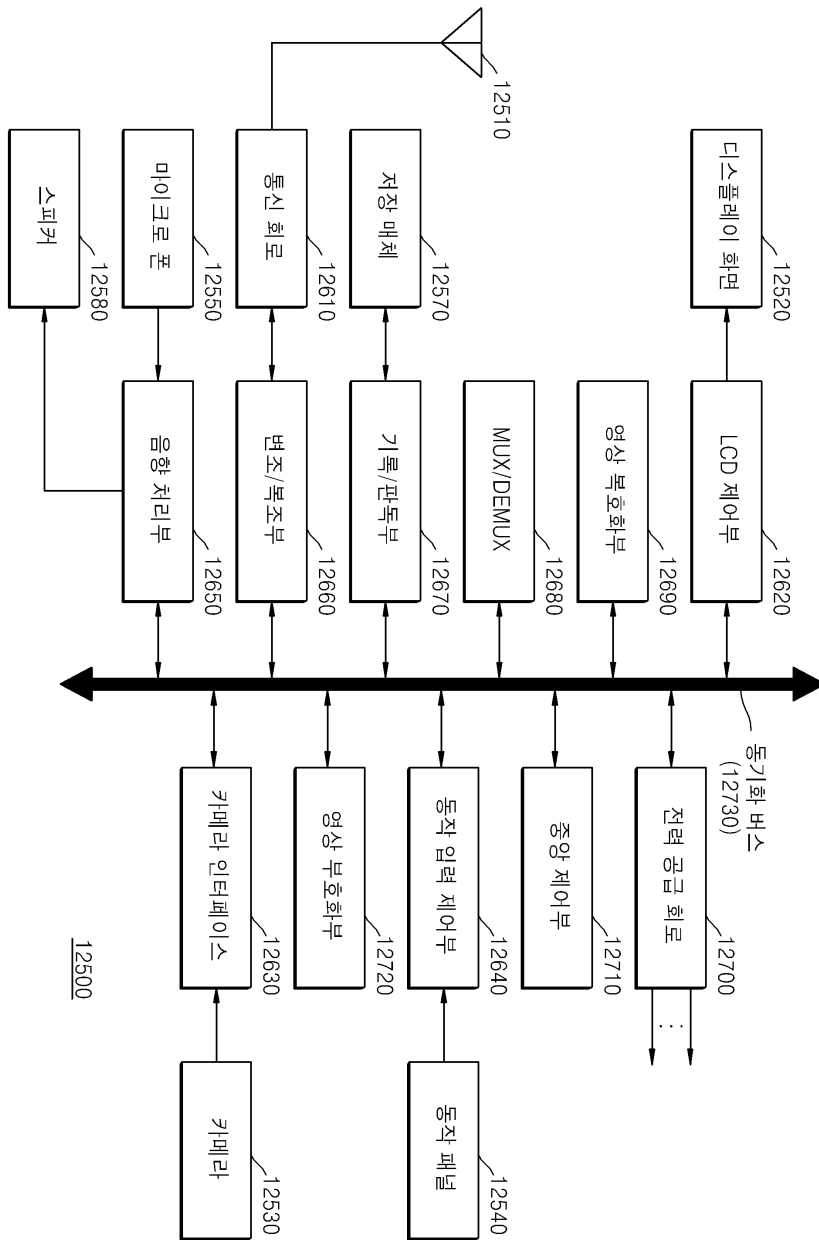 12510
디스플레이 화면
12520
저장 매체
12570
통신 회로
12610
마이크로 폰
12550
스피커
12580
LCD 제어부
12620
영상 복호화부
12690
MUX/DEMUX
12680
기록/판독부
12670
변조/복조부
12660
음향 처리부
12650
동기화 버스
(12730)
전력 공급 회로
12700
...
중앙 제어부
12710
동작 입력 제어부
12640
영상 부호화부
12720
카메라 인터페이스
12630
동작 패널
12540
카메라
12530
12500